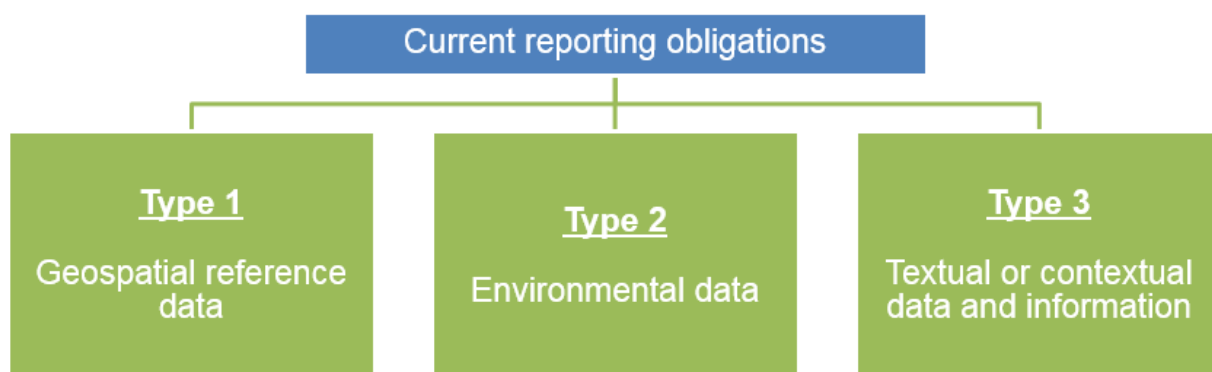 Current reporting obligations
Type 1
Geospatial reference
data
Type 2
Environmental data
Type 3
Textual or contextual
data and information